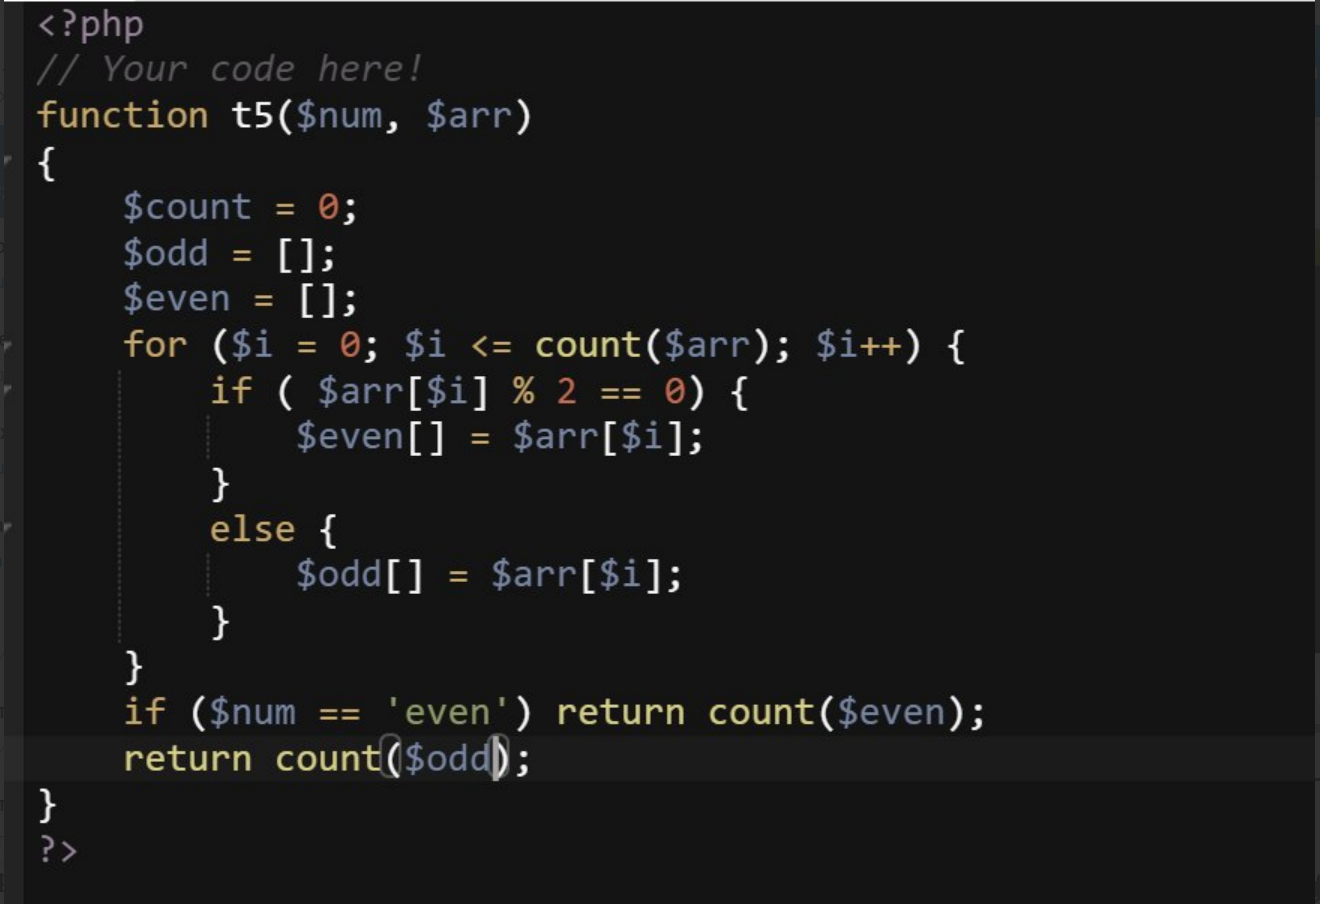 <?php
// Your code here!
function t5($num, $arr)
{
    $count = 0;
    $odd = [];
    $even = [];
    for ($i = 0; $i <= count($arr); $i++) {
        if ( $arr[$i] % 2 == 0) {
            $even[] = $arr[$i];
        }
        else {
            $odd[] = $arr[$i];
        }
    }
    if ($num == 'even') return count($even);
    return count($odd);
}
?>